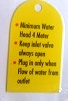 • Minimum Water
Head 4 Meter
• Keep inlet valve
always open
• Plug in only when
Flow of water from
outlet